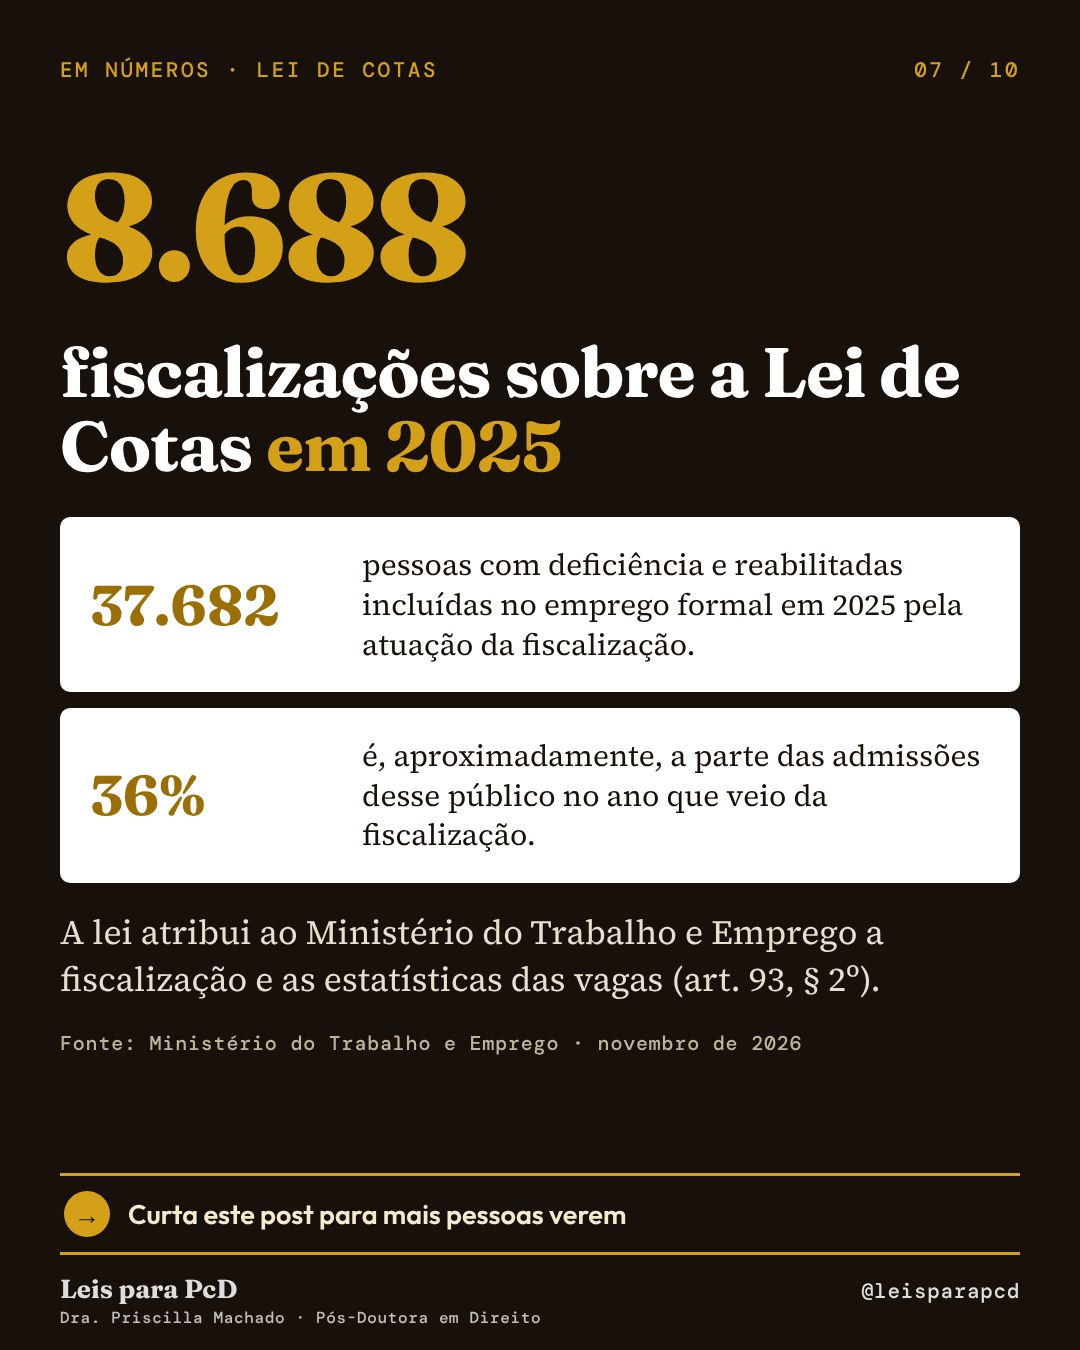 EM NÚMEROS · LEI DE COTAS
07 / 10
8.688
fiscalizações sobre a Lei de
Cotas em 2025
37.682
pessoas com deficiência e reabilitadas
incluídas no emprego formal em 2025 pela
atuação da fiscalização.
36%
é, aproximadamente, a parte das admissões
desse público no ano que veio da
fiscalização.
A lei atribui ao Ministério do Trabalho e Emprego a
fiscalização e as estatísticas das vagas (art. 93, § 2º).
Fonte: Ministério do Trabalho e Emprego · novembro de 2026
→ Curta este post para mais pessoas verem
Leis para PcD
@leisparapcd
Dra. Priscilla Machado · Pós-Doutora em Direito